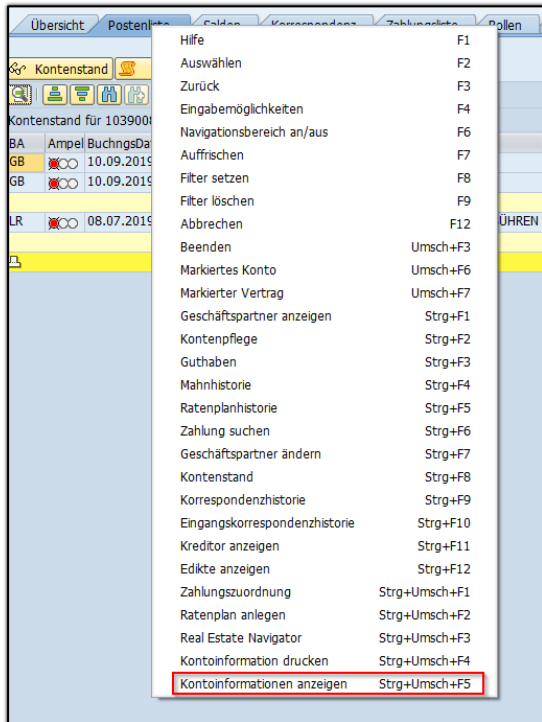 Übersicht Postenliste Salden Korrespondenz Zahlungsliste Rollen
Hilfe F1
Kontenstand Auswählen F2
Zurück F3
Eingabemöglichkeiten F4
Kontenstand für Navigationsbereich an/aus F6
BA Ampel Auffrischen F7
GB 10.09.2019 Filter setzen F8
GB 10.09.2019 Filter löschen F9
LR 08.07.2019 Abbrechen F12 ÜHREN
Beenden Umsch+F3
Markiertes Konto Umsch+F6
Markierter Vertrag Umsch+F7
Geschäftspartner anzeigen Strg+F1
Kontenpflege Strg+F2
Guthaben Strg+F3
Mahnhistorie Strg+F4
Ratenplanhistorie Strg+F5
Zahlung suchen Strg+F6
Geschäftspartner ändern Strg+F7
Kontenstand Strg+F8
Korrespondenzhistorie Strg+F9
Eingangskorrespondenzhistorie Strg+F10
Kreditor anzeigen Strg+F11
Edikte anzeigen Strg+F12
Zahlungszuordnung Strg+Umsch+F1
Ratenplan anlegen Strg+Umsch+F2
Real Estate Navigator Strg+Umsch+F3
Kontoinformation drucken Strg+Umsch+F4
Kontoinformationen anzeigen Strg+Umsch+F5